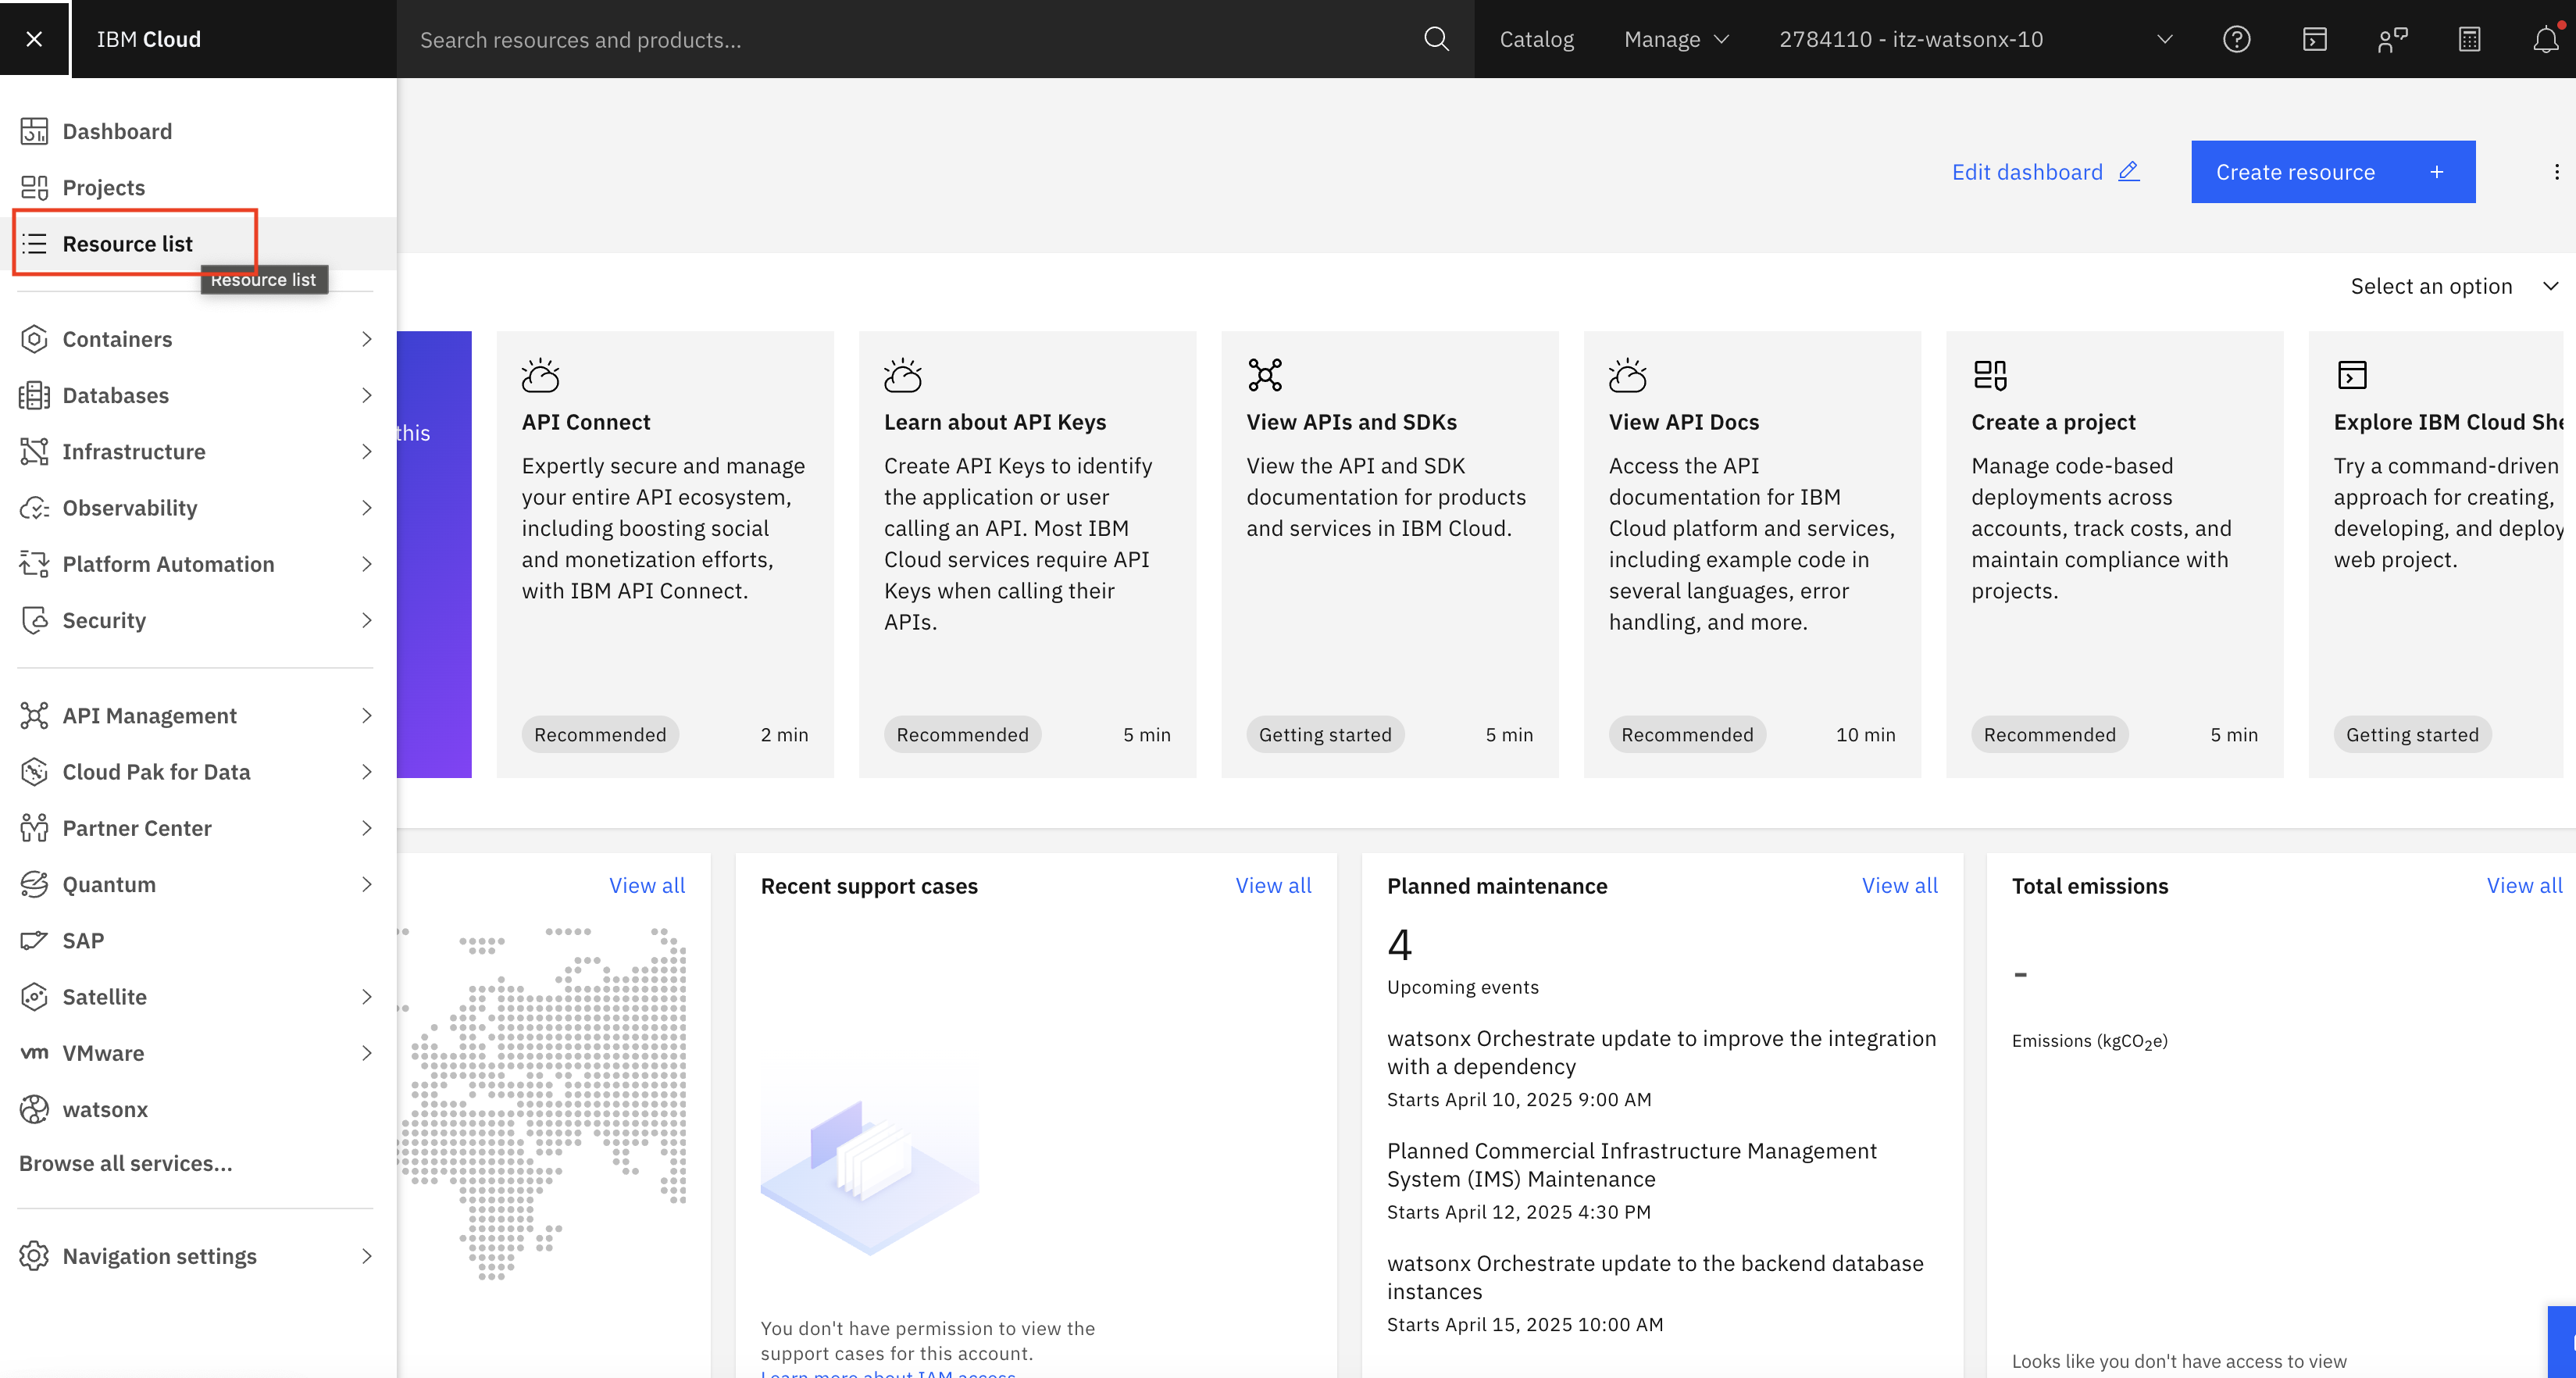 IBM Cloud
Search resources and products...
Catalog
Manage
2784110 - itz-watsonx-10
Dashboard
Projects
Resource list
Resource list
Containers
Databases
Infrastructure
Observability
Platform Automation
Security
API Management
Cloud Pak for Data
Partner Center
Quantum
SAP
Satellite
vm VMware
watsonx
Browse all services...
Navigation settings
Edit dashboard
Create resource +
Select an option
this
API Connect
Expertly secure and manage
your entire API ecosystem,
including boosting social
and monetization efforts,
with IBM API Connect.
Recommended
2 min
Learn about API Keys
Create API Keys to identify
the application or user
calling an API. Most IBM
Cloud services require API
Keys when calling their
APIs.
Recommended
5 min
View APIs and SDKs
View the API and SDK
documentation for products
and services in IBM Cloud.
Getting started
5 min
View API Docs
Access the API
documentation for IBM
Cloud platform and services,
including example code in
several languages, error
handling, and more.
Recommended
10 min
Create a project
Manage code-based
deployments across
accounts, track costs, and
maintain compliance with
projects.
Recommended
5 min
Explore IBM Cloud She
Try a command-driven
approach for creating,
developing, and deploy
web project.
Getting started
View all
Recent support cases
View all
You don't have permission to view the
support cases for this account.
Learn more about IAM access
Planned maintenance
View all
4
Upcoming events
watsonx Orchestrate update to improve the integration
with a dependency
Starts April 10, 2025 9:00 AM
Planned Commercial Infrastructure Management
System (IMS) Maintenance
Starts April 12, 2025 4:30 PM
watsonx Orchestrate update to the backend database
instances
Starts April 15, 2025 10:00 AM
Total emissions
View all
-
Emissions (kgCO₂e)
Looks like you don't have access to view